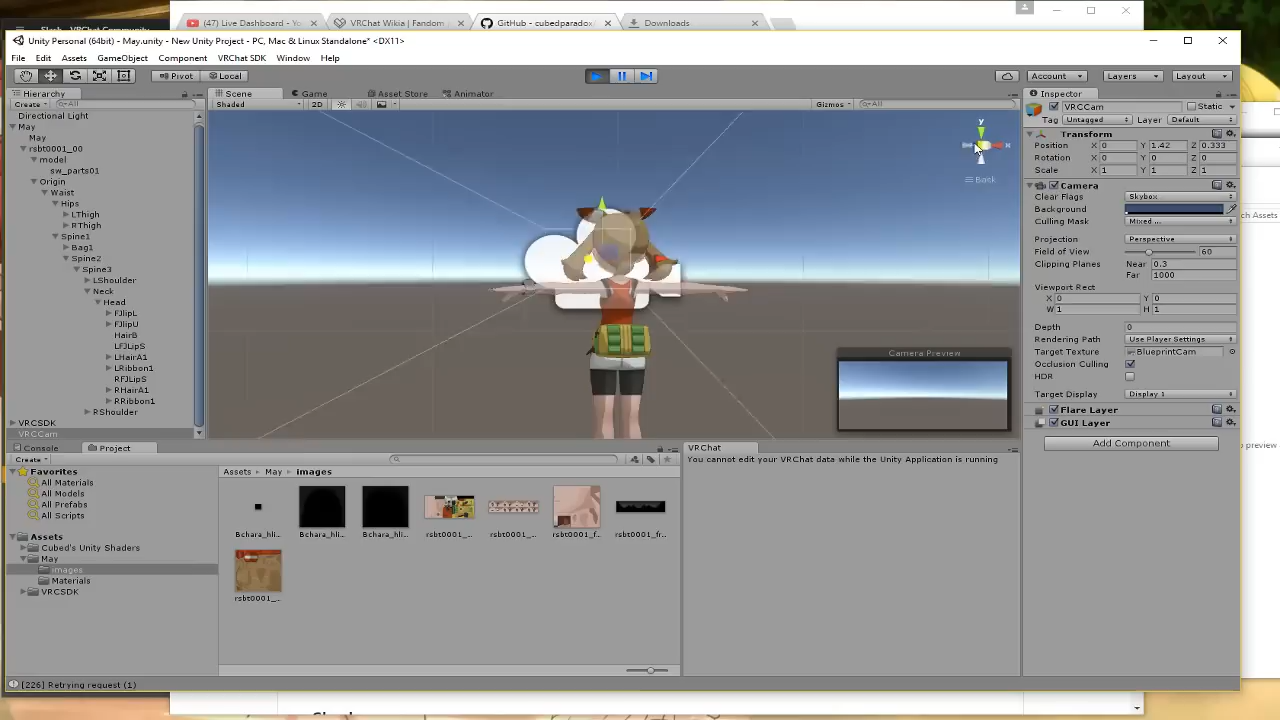 (47) Live Dashboard - Yo
VRChat Wikia | Fandom
GitHub - cubedparadox/
Downloads
Unity Personal (64bit) - May.unity - New Unity Project - PC, Mac & Linux Standalone* <DX11>
File Edit Assets GameObject Component VRChat SDK Window Help
Pivot Local Account Layers Layout
Hierarchy
Create All
Directional Light
May
May
rsbt0001_00
model
sw_parts01
Origin
Waist
Hips
LThigh
RThigh
Spine1
Bag1
Spine2
Spine3
LShoulder
Neck
Head
FJlipL
FJlipU
HairB
LFJLipS
LHairA1
LRibbon1
RFJLipS
RHairA1
RRibbon1
RShoulder
VRCSDK
VRCCam
Scene Game Asset Store Animator
Shaded 2D Gizmos All
y
Back
Camera Preview
Inspector
VRCCam Static
Tag Untagged Layer Default
Transform
Position X 0 Y 1.42 Z 0.333
Rotation X 0 Y 0 Z 0
Scale X 1 Y 1 Z 1
Camera
Clear Flags Skybox
Background
Culling Mask Mixed ...
Projection Perspective
Field of View 60
Clipping Planes Near 0.3
Far 1000
Viewport Rect
X 0 Y 0
W 1 H 1
Depth 0
Rendering Path Use Player Settings
Target Texture BlueprintCam
Occlusion Culling
HDR
Target Display Display 1
Flare Layer
GUI Layer
Add Component
Console Project
Create
Favorites
All Materials
All Models
All Prefabs
All Scripts
Assets
Cubed's Unity Shaders
May
images
Materials
VRCSDK
Assets May images
Bchara_hli... Bchara_hl... Bchara_hl... rsbt0001_... rsbt0001_... rsbt0001_f... rsbt0001_fr...
rsbt0001_...
VRChat
You cannot edit your VRChat data while the Unity Application is running
[226] Retrying request (1)
ch Assets
o preview